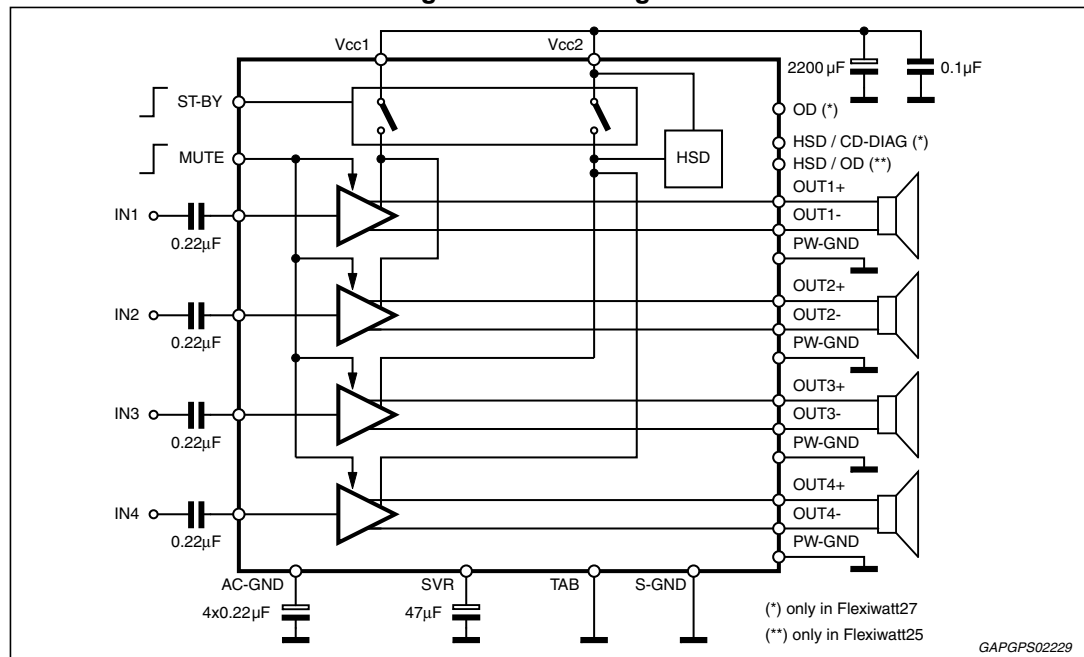 Vcc1
Vcc2
2200 µF
0.1µF
ST-BY
OD (*)
HSD / CD-DIAG (*)
MUTE
HSD
HSD / OD (**)
OUT1+
IN1
OUT1-
0.22µF
PW-GND
OUT2+
IN2
OUT2-
0.22µF
PW-GND
OUT3+
IN3
OUT3-
0.22µF
PW-GND
OUT4+
IN4
OUT4-
0.22µF
PW-GND
AC-GND
SVR
TAB
S-GND
4x0.22µF
47µF
(*) only in Flexiwatt27
(**) only in Flexiwatt25
GAPGPS02229